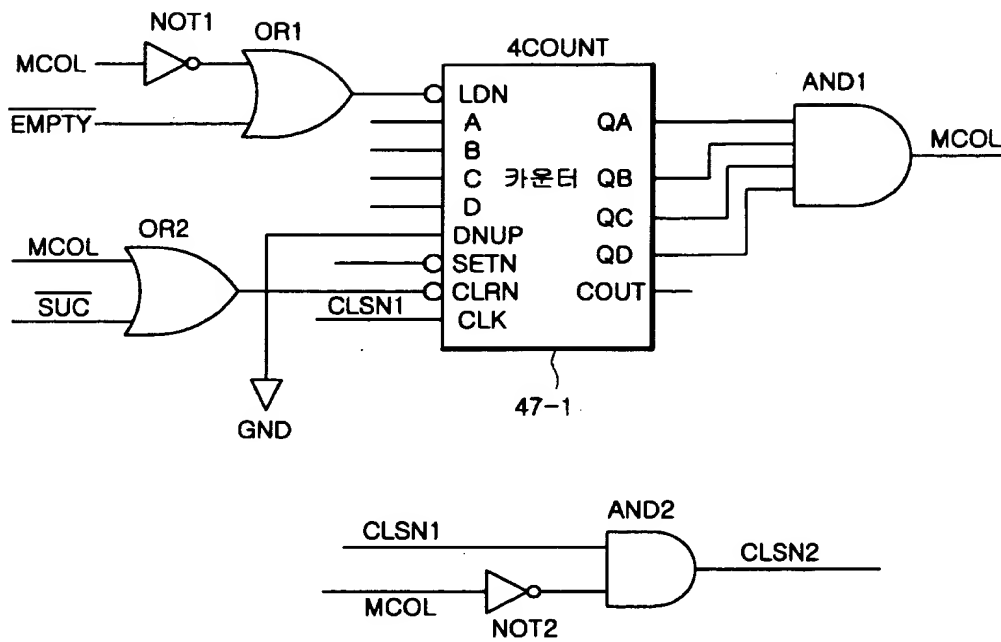 NOT1
OR1
MCOL
EMPTY
4COUNT
LDN
A
B
C
D
카운터
DNUP
SETN
CLRN
CLK
QA
QB
QC
QD
COUT
AND1
MCOL
OR2
MCOL
SUC
CLSN1
GND
47-1
AND2
CLSN1
CLSN2
MCOL
NOT2